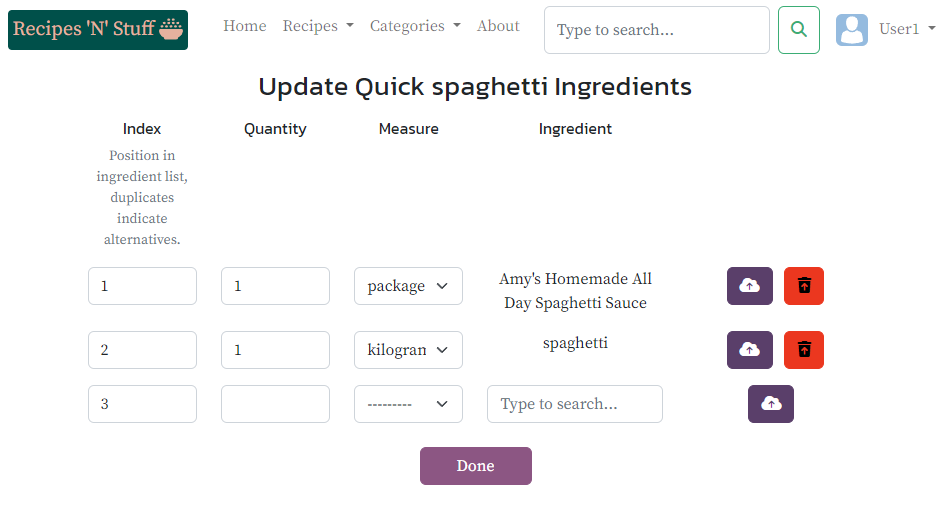 Recipes 'N' Stuff
Home Recipes Categories About Type to search... User1
Update Quick spaghetti Ingredients
Index Quantity Measure Ingredient
Position in
ingredient list,
duplicates
indicate
alternatives.
1 1 package Amy's Homemade All
Day Spaghetti Sauce
2 1 kilogran spaghetti
3 --------- Type to search...
Done